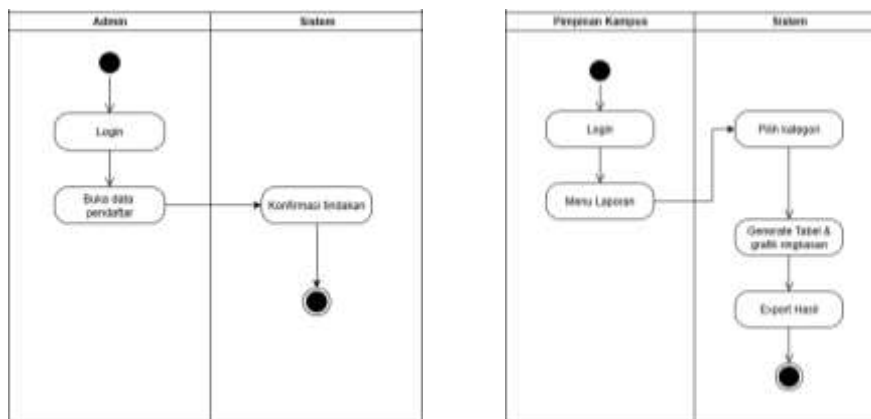 Admin
Sistem
Login
Buka data
pendaftar
Konfirmasi tindakan
Pimpinan Kampus
Sistem
Login
Pilih kategori
Menu Laporan
Generate Tabel &
grafik ringkasan
Export Hasil